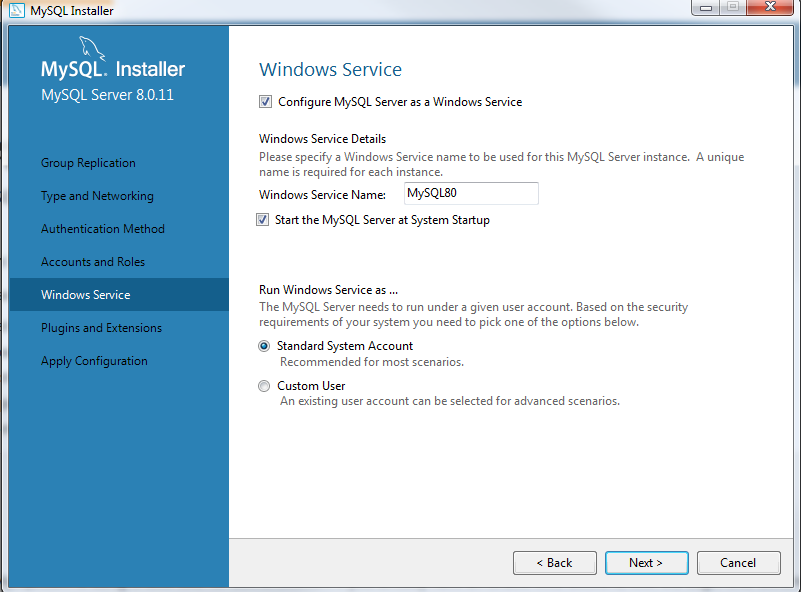 MySQL Installer
MySQL. Installer
MySQL Server 8.0.11
Group Replication
Type and Networking
Authentication Method
Accounts and Roles
Windows Service
Plugins and Extensions
Apply Configuration
Windows Service
Configure MySQL Server as a Windows Service
Windows Service Details
Please specify a Windows Service name to be used for this MySQL Server instance. A unique
name is required for each instance.
Windows Service Name: MySQL80
Start the MySQL Server at System Startup
Run Windows Service as ...
The MySQL Server needs to run under a given user account. Based on the security
requirements of your system you need to pick one of the options below.
Standard System Account
Recommended for most scenarios.
Custom User
An existing user account can be selected for advanced scenarios.
< Back Next > Cancel